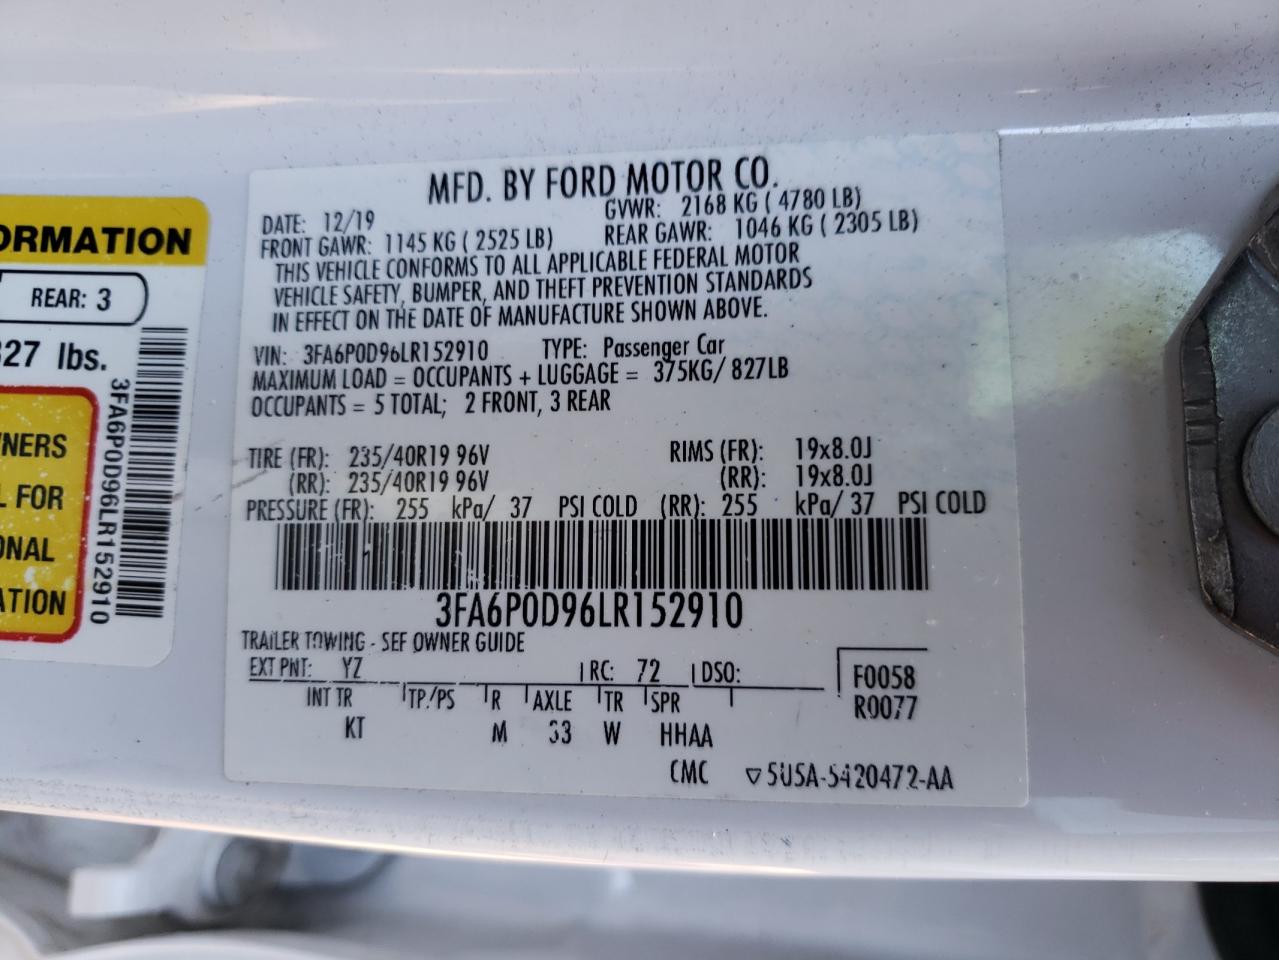 ORMATION
REAR: 3
827 lbs.
NERS
L FOR
ONAL
ATION
3FA6P0D96LR152910
MFD. BY FORD MOTOR CO.
DATE: 12/19 GVWR: 2168 KG ( 4780 LB)
FRONT GAWR: 1145 KG ( 2525 LB) REAR GAWR: 1046 KG ( 2305 LB)
THIS VEHICLE CONFORMS TO ALL APPLICABLE FEDERAL MOTOR
VEHICLE SAFETY, BUMPER, AND THEFT PREVENTION STANDARDS
IN EFFECT ON THE DATE OF MANUFACTURE SHOWN ABOVE.
VIN: 3FA6P0D96LR152910 TYPE: Passenger Car
MAXIMUM LOAD = OCCUPANTS + LUGGAGE = 375KG/ 827LB
OCCUPANTS = 5 TOTAL; 2 FRONT, 3 REAR
TIRE (FR): 235/40R19 96V RIMS (FR): 19x8.0J
(RR): 235/40R19 96V (RR): 19x8.0J
PRESSURE (FR): 255 kPa/ 37 PSI COLD (RR): 255 kPa/ 37 PSI COLD
3FA6P0D96LR152910
TRAILER TOWING - SEE OWNER GUIDE
EXT PNT: YZ RC: 72 DSO: F0058
INT TR TP/PS R AXLE TR SPR R0077
KT M 33 W HHAA
CMC ▽5U5A-5420472-AA